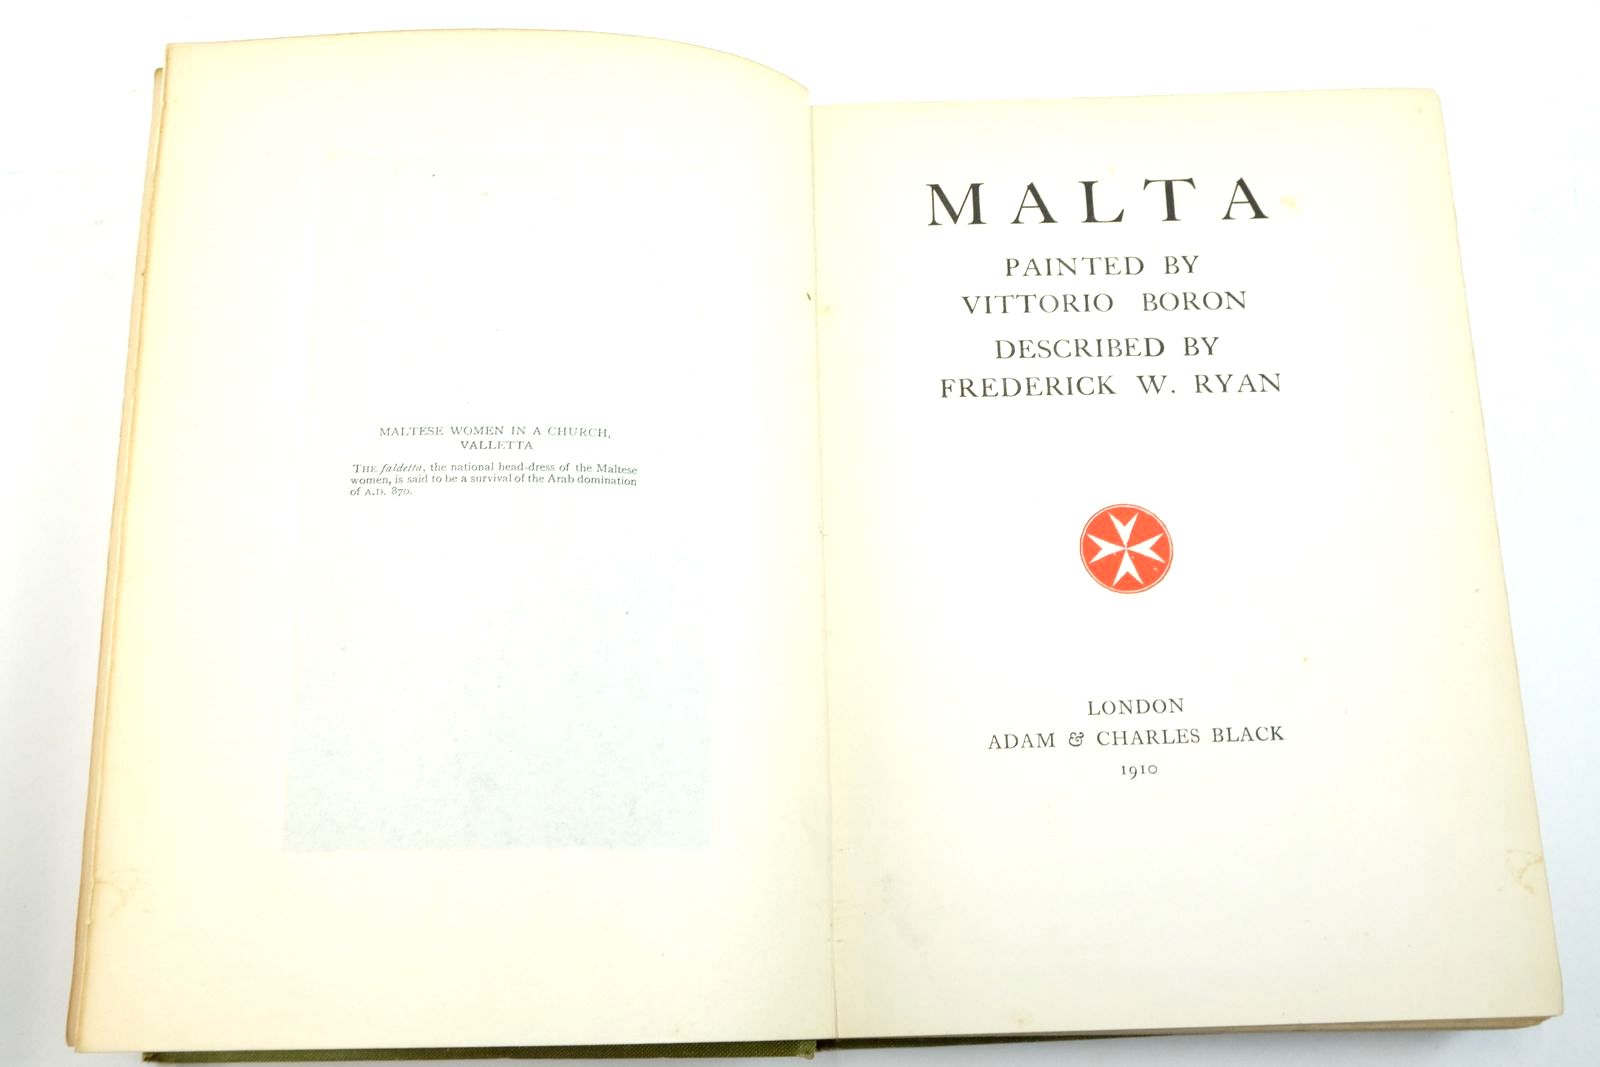 MALTESE WOMEN IN A CHURCH,
VALLETTA
THE faldetta, the national head-dress of the Maltese
women, is said to be a survival of the Arab domination
of A.D. 870.
MALTA
PAINTED BY
VITTORIO BORON
DESCRIBED BY
FREDERICK W. RYAN
LONDON
ADAM & CHARLES BLACK
1910